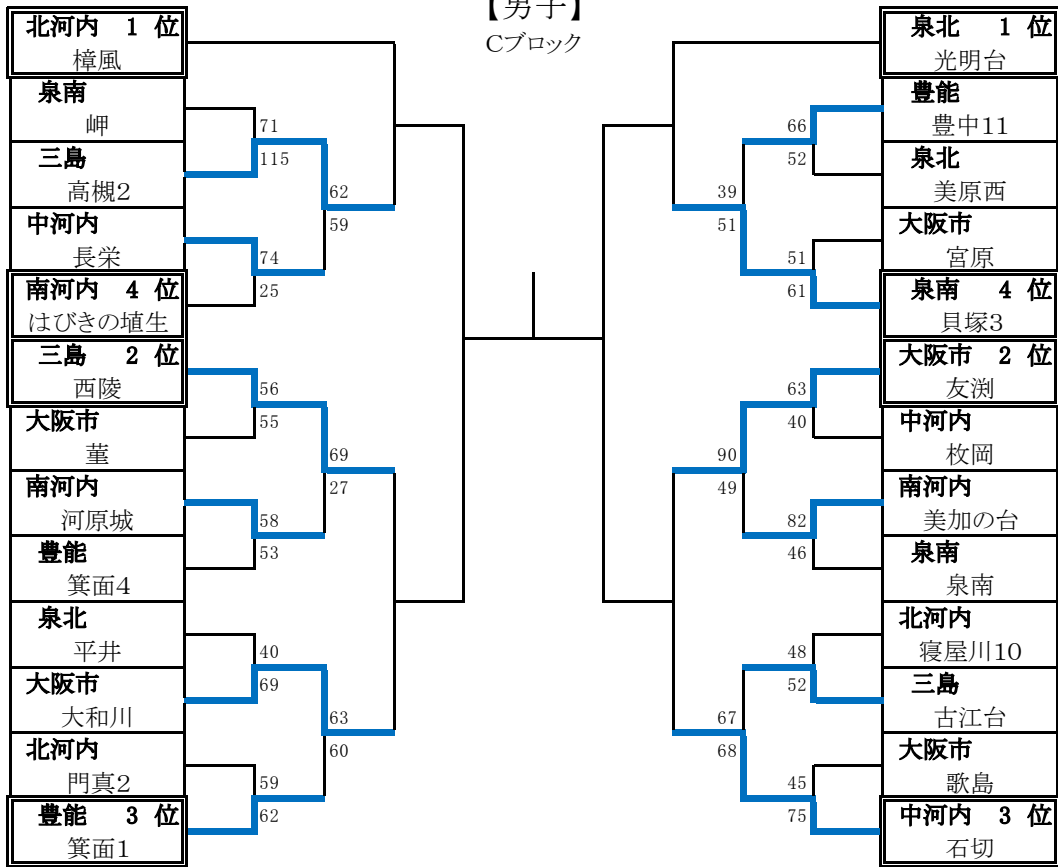 【男子】
Cブロック
北河内 1 位
樟風
泉南
岬
三島
高槻2
中河内
長栄
南河内 4 位
はびきの埴生
三島 2 位
西陵
大阪市
菫
南河内
河原城
豊能
箕面4
泉北
平井
大阪市
大和川
北河内
門真2
豊能 3 位
箕面1
71
115
74
25
56
55
58
53
40
69
59
62
62
59
69
27
63
60
泉北 1 位
光明台
豊能
豊中11
泉北
美原西
大阪市
宮原
泉南 4 位
貝塚3
大阪市 2 位
友渕
中河内
枚岡
南河内
美加の台
泉南
泉南
北河内
寝屋川10
三島
古江台
大阪市
歌島
中河内 3 位
石切
66
52
51
61
63
40
82
46
48
52
45
75
39
51
90
49
67
68